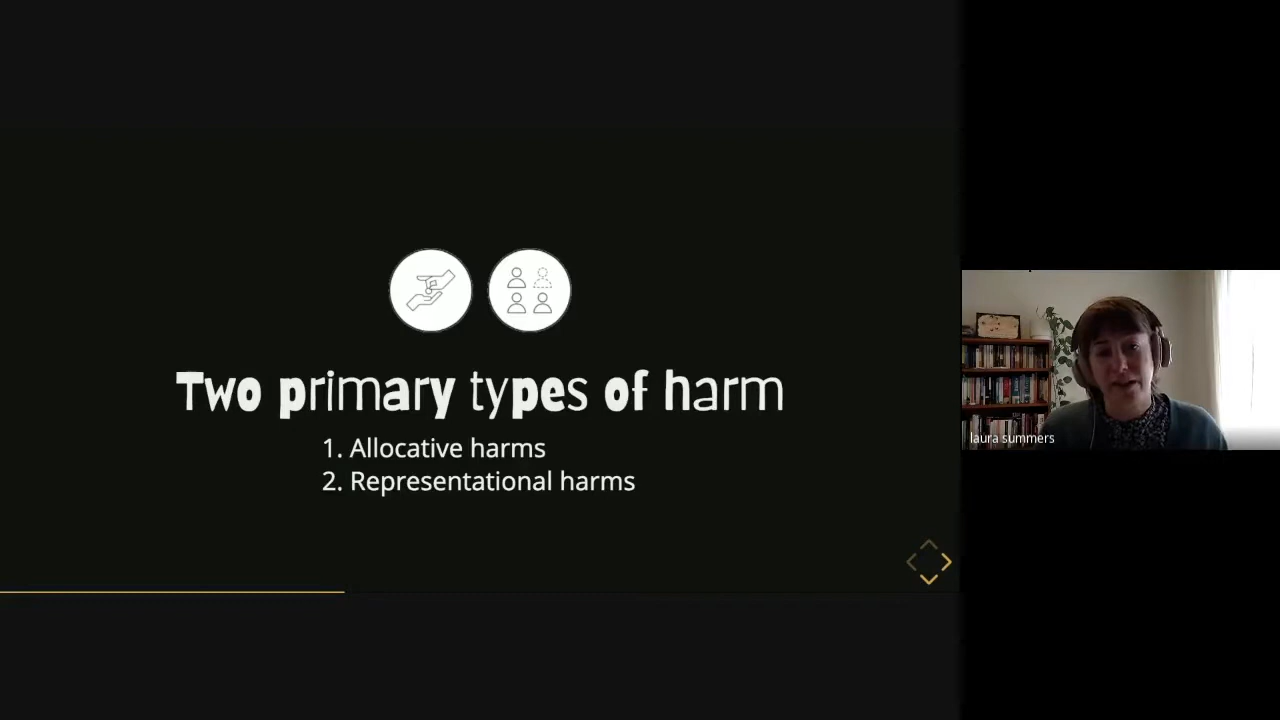 Two primary types of harm
1. Allocative harms
2. Representational harms
laura summers